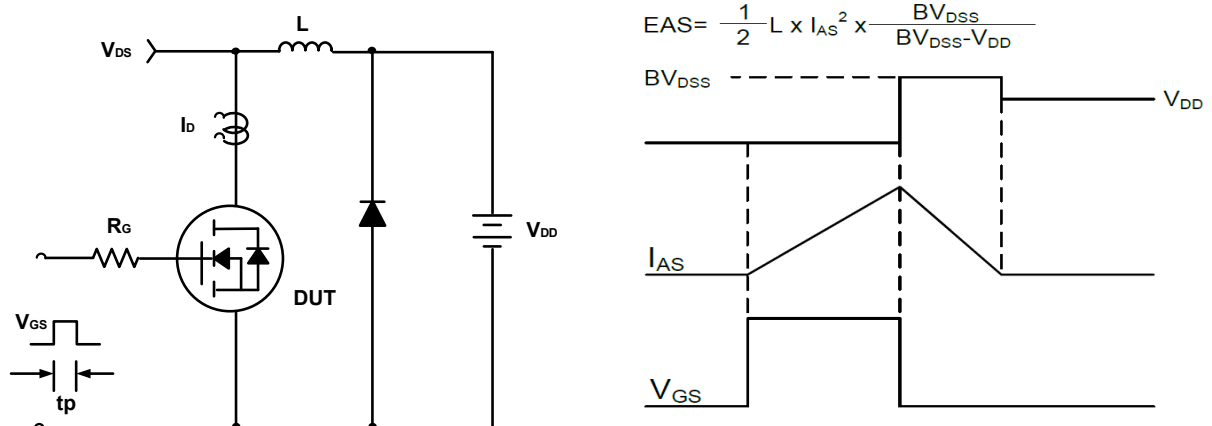 L
VDS
ID
RG
VDD
DUT
VGS
tp
EAS= 1/2 L x IAS² x BVDSS/BVDSS-VDD
BVDSS
VDD
IAS
VGS